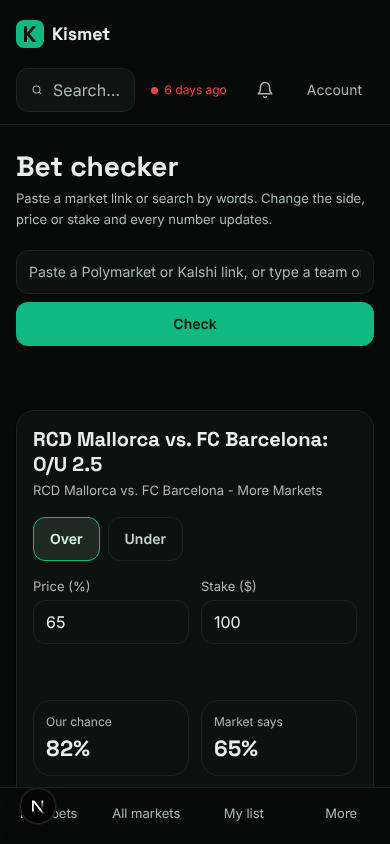 K Kismet
Search...
6 days ago
Account
Bet checker
Paste a market link or search by words. Change the side,
price or stake and every number updates.
Paste a Polymarket or Kalshi link, or type a team o
Check
RCD Mallorca vs. FC Barcelona:
O/U 2.5
RCD Mallorca vs. FC Barcelona - More Markets
Over
Under
Price (%)
Stake ($)
65
100
Our chance
Market says
82%
65%
N
bets
All markets
My list
More